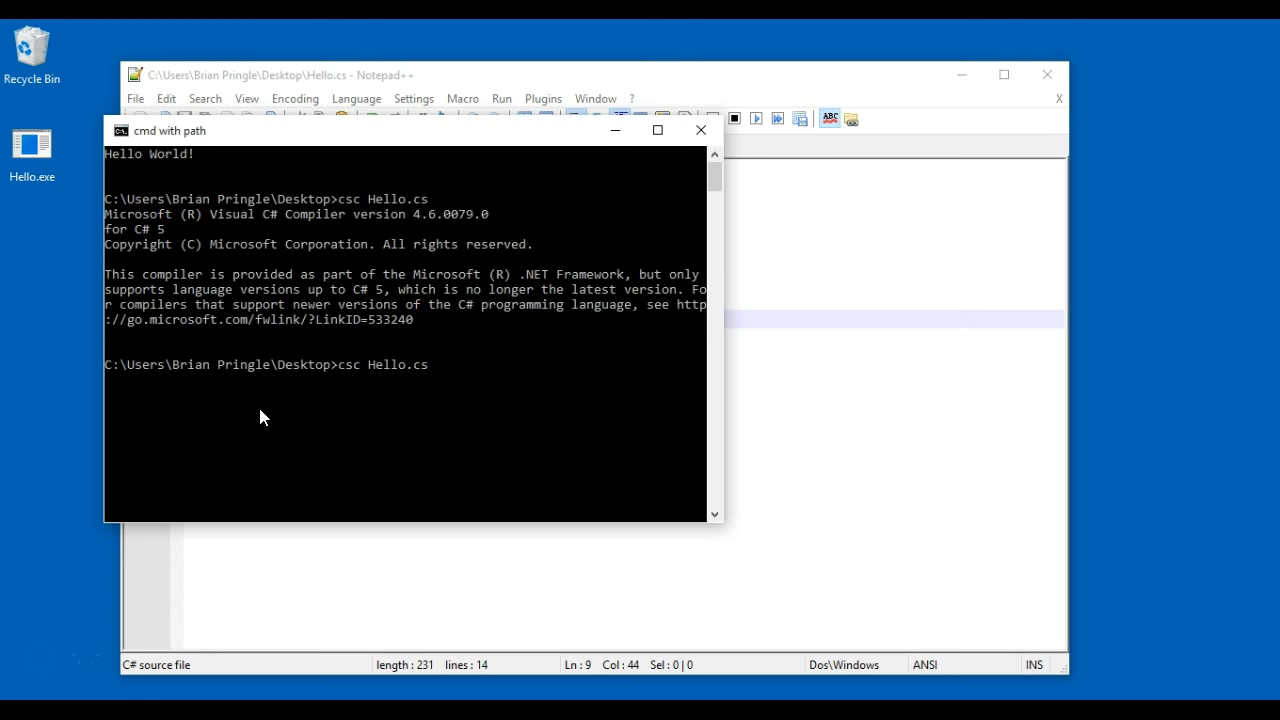 Recycle Bin
Hello.exe
C:\Users\Brian Pringle\Desktop\Hello.cs - Notepad++
File Edit Search View Encoding Language Settings Macro Run Plugins Window ? X
ABC
cmd with path
Hello World!
C:\Users\Brian Pringle\Desktop>csc Hello.cs
Microsoft (R) Visual C# Compiler version 4.6.0079.0
for C# 5
Copyright (C) Microsoft Corporation. All rights reserved.
This compiler is provided as part of the Microsoft (R) .NET Framework, but only
supports language versions up to C# 5, which is no longer the latest version. Fo
r compilers that support newer versions of the C# programming language, see http
://go.microsoft.com/fwlink/?LinkID=533240
C:\Users\Brian Pringle\Desktop>csc Hello.cs
C# source file length : 231 lines : 14 Ln : 9 Col : 44 Sel : 0 | 0 Dos\Windows ANSI INS